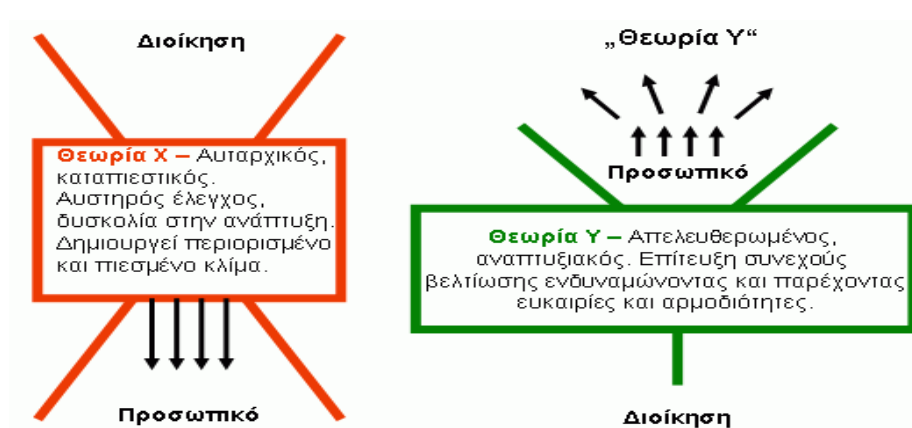 Διοίκηση
Θεωρία Χ – Αυταρχικός,
καταπιεστικός.
Αυστηρός έλεγχος,
δυσκολία στην ανάπτυξη.
Δημιουργεί περιορισμένο
και πιεσμένο κλίμα.
Προσωπικό
„Θεωρία Υ“
Προσωπικό
Θεωρία Υ – Απελευθερωμένος,
αναπτυξιακός. Επίτευξη συνεχούς
βελτίωσης ενδυναμώνοντας και παρέχοντας
ευκαιρίες και αρμοδιότητες.
Διοίκηση